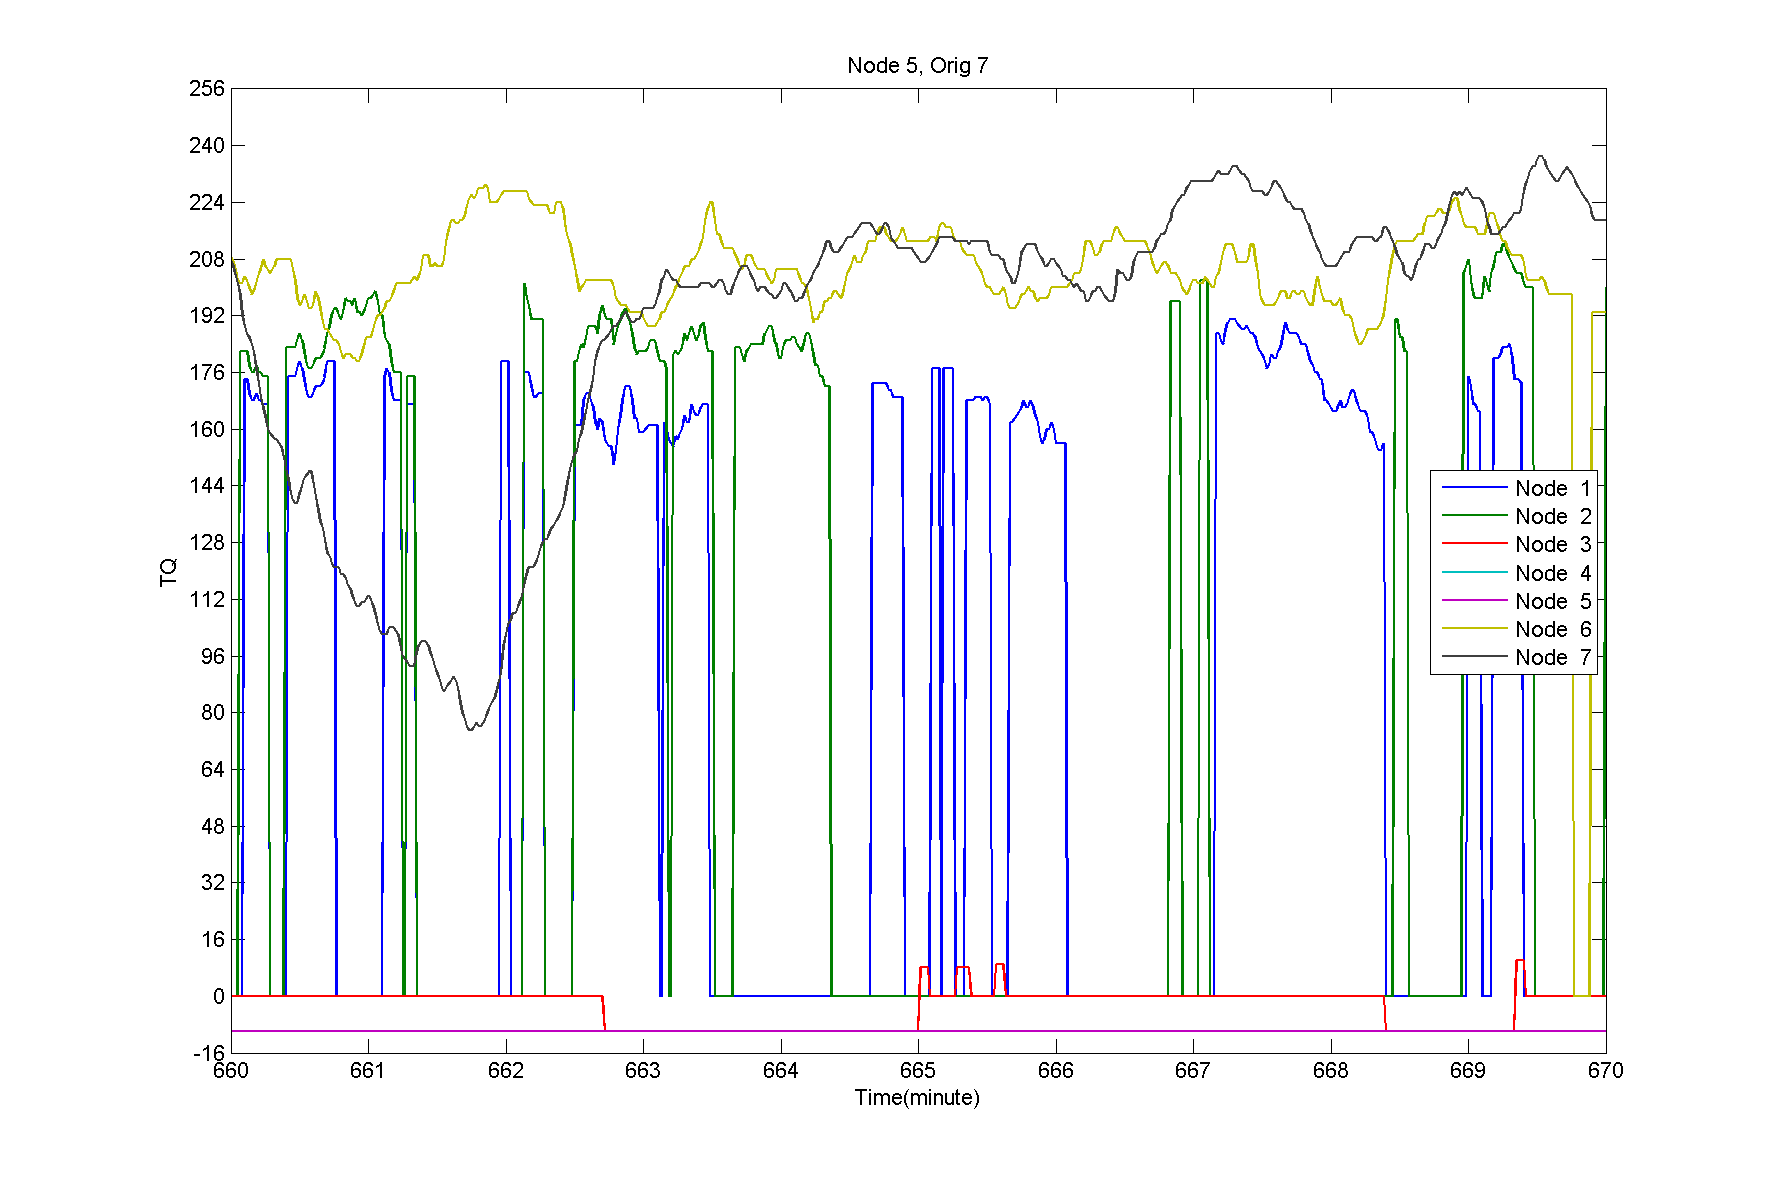 Node 5, Orig 7
256
240
224
208
192
176
160
144
128
112
96
80
64
48
32
16
0
-16
TQ
Node 1
Node 2
Node 3
Node 4
Node 5
Node 6
Node 7
660 661 662 663 664 665 666 667 668 669 670
Time(minute)